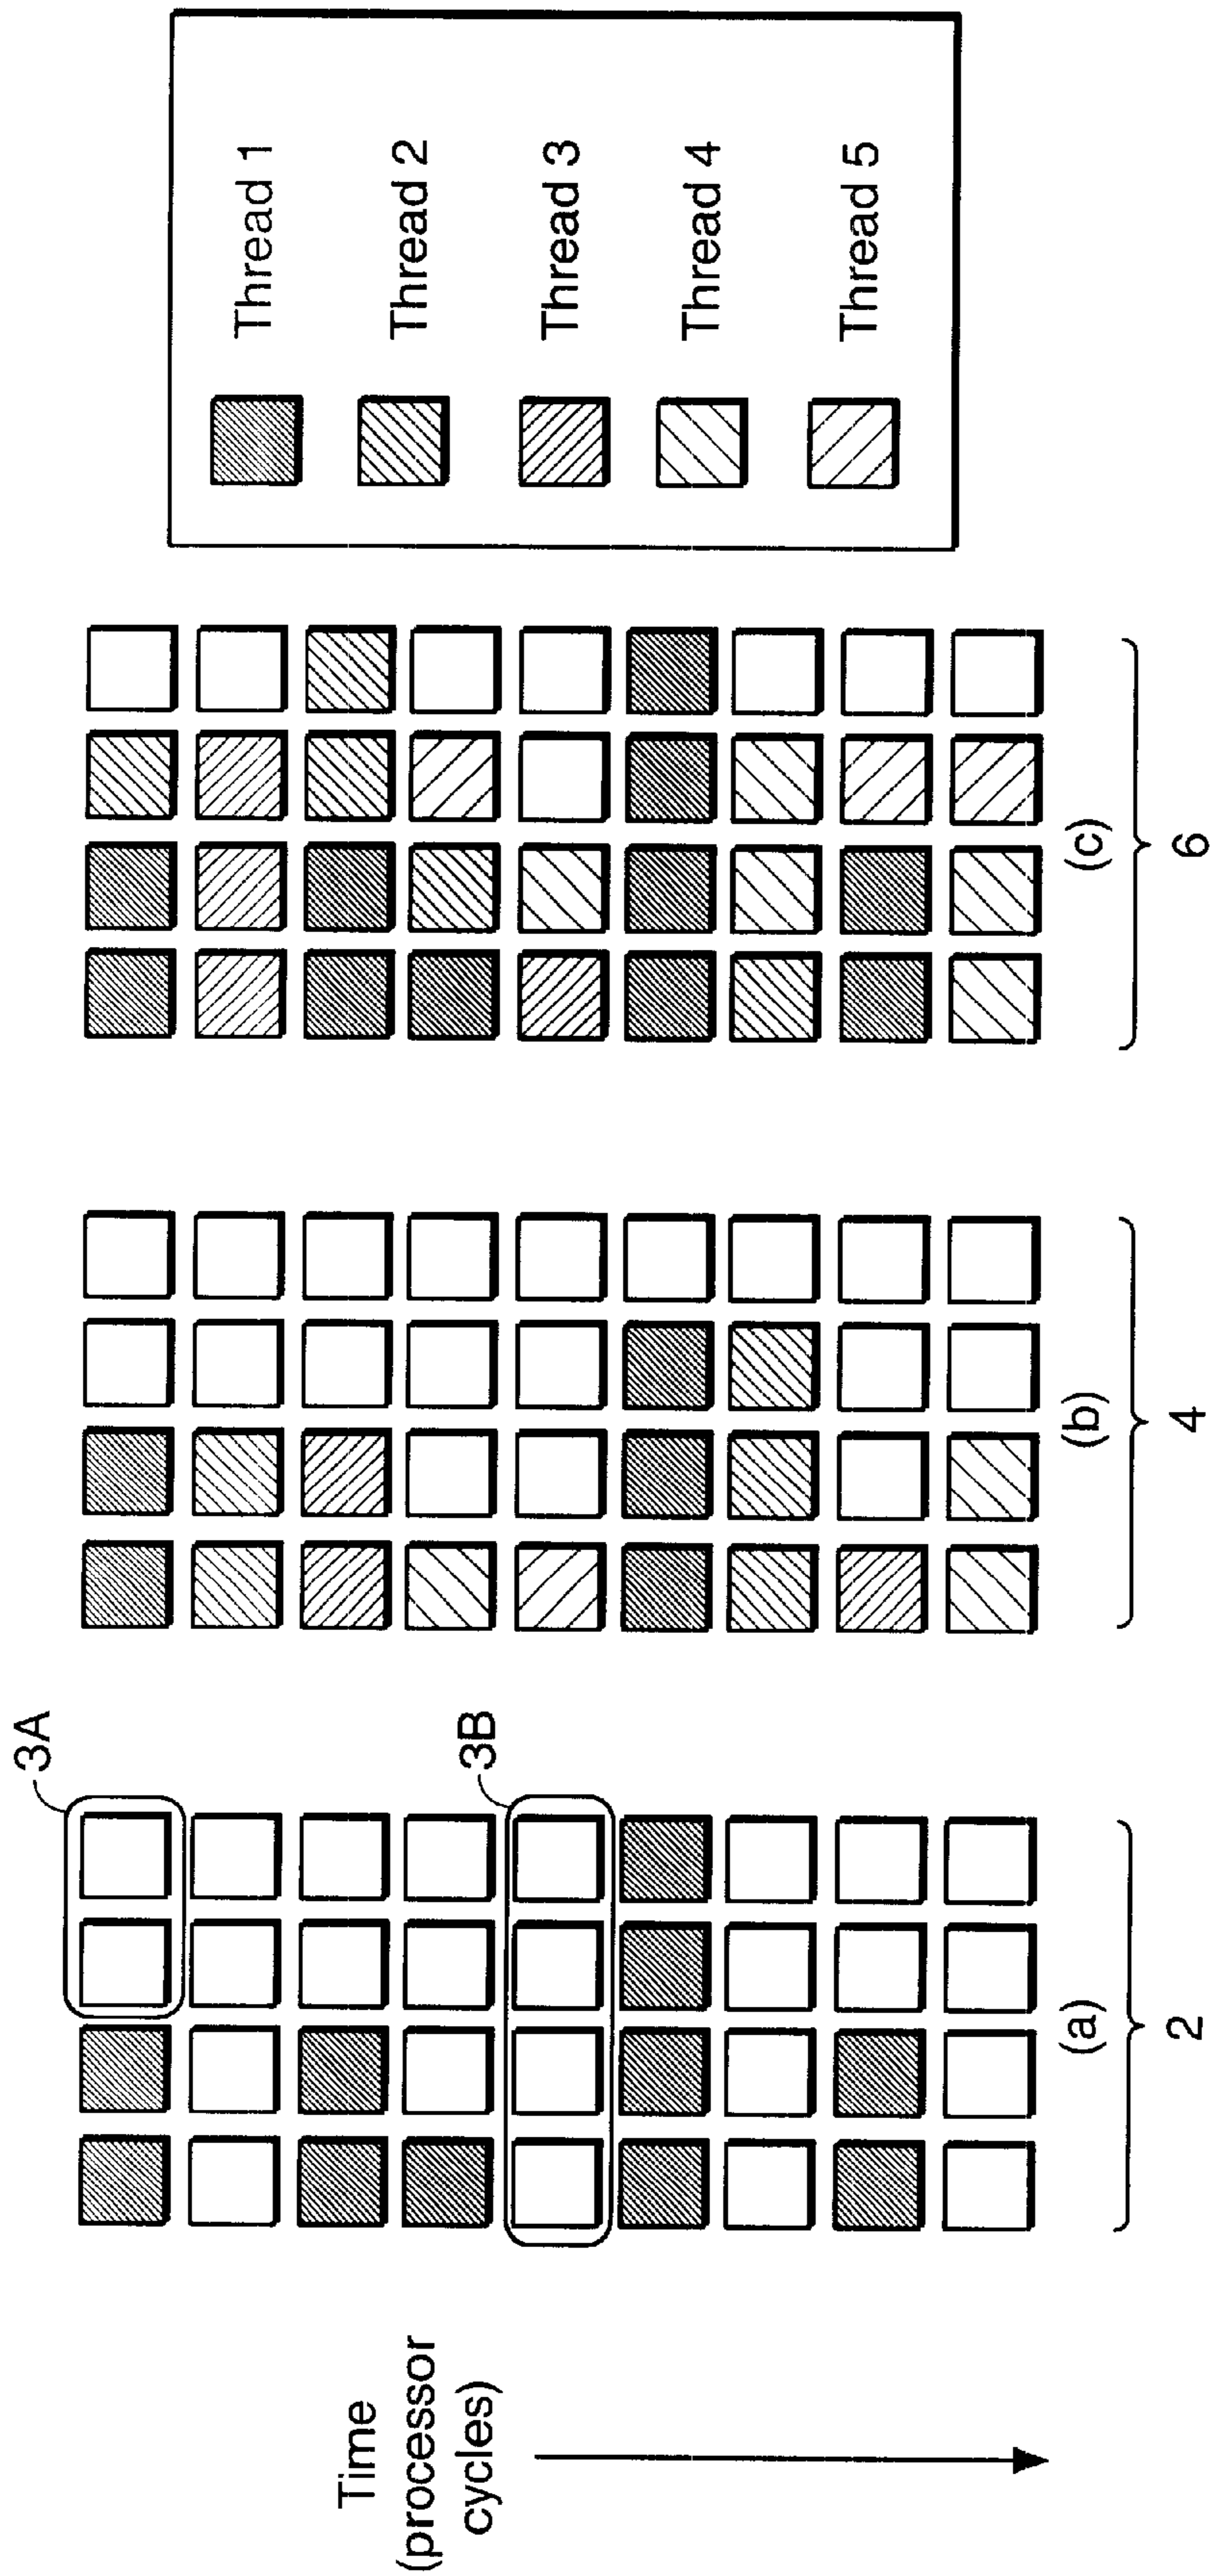 Time
(processor
cycles)
3A
3B
(a)
2
(b)
4
(c)
6
Thread 1
Thread 2
Thread 3
Thread 4
Thread 5